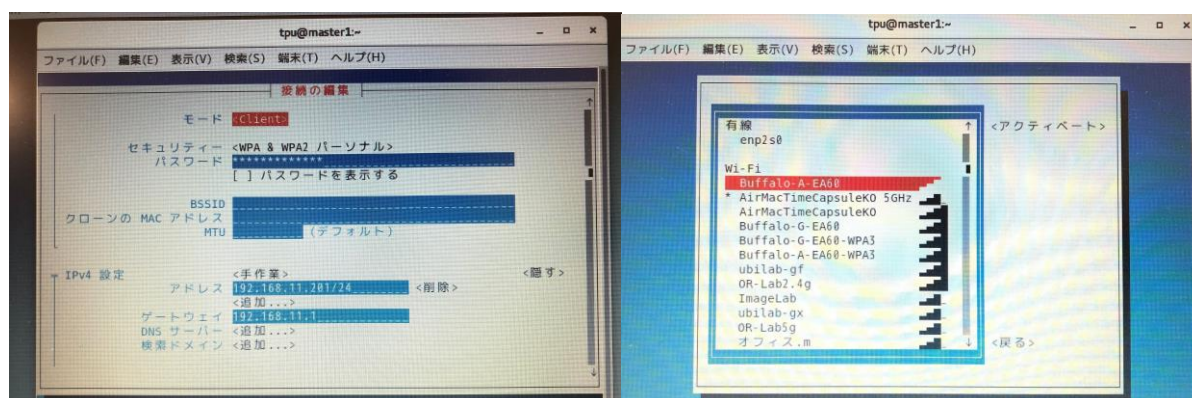 tpu@master1:~
ファイル(F) 編集(E) 表示(V) 検索(S) 端末(T) ヘルプ(H)
接続の編集
モード <Client>
セキュリティー <WPA & WPA2 パーソナル>
パスワード *************
[ ] パスワードを表示する
BSSID
クローンの MAC アドレス
MTU (デフォルト)
IPv4 設定 <手作業> <隠す>
アドレス 192.168.11.201/24 <削除>
<追加...>
ゲートウェイ 192.168.11.1
DNS サーバー <追加...>
検索ドメイン <追加...>
tpu@master1:~
ファイル(F) 編集(E) 表示(V) 検索(S) 端末(T) ヘルプ(H)
有線 <アクティベート>
enp2s0
Wi-Fi
Buffalo-A-EA60
* AirMacTimeCapsuleKO 5GHz
AirMacTimeCapsuleKO
Buffalo-G-EA60
Buffalo-G-EA60-WPA3
Buffalo-A-EA60-WPA3
ubilab-gf
OR-Lab2.4g
ImageLab
ubilab-gx
OR-Lab5g
オフィス.m <戻る>